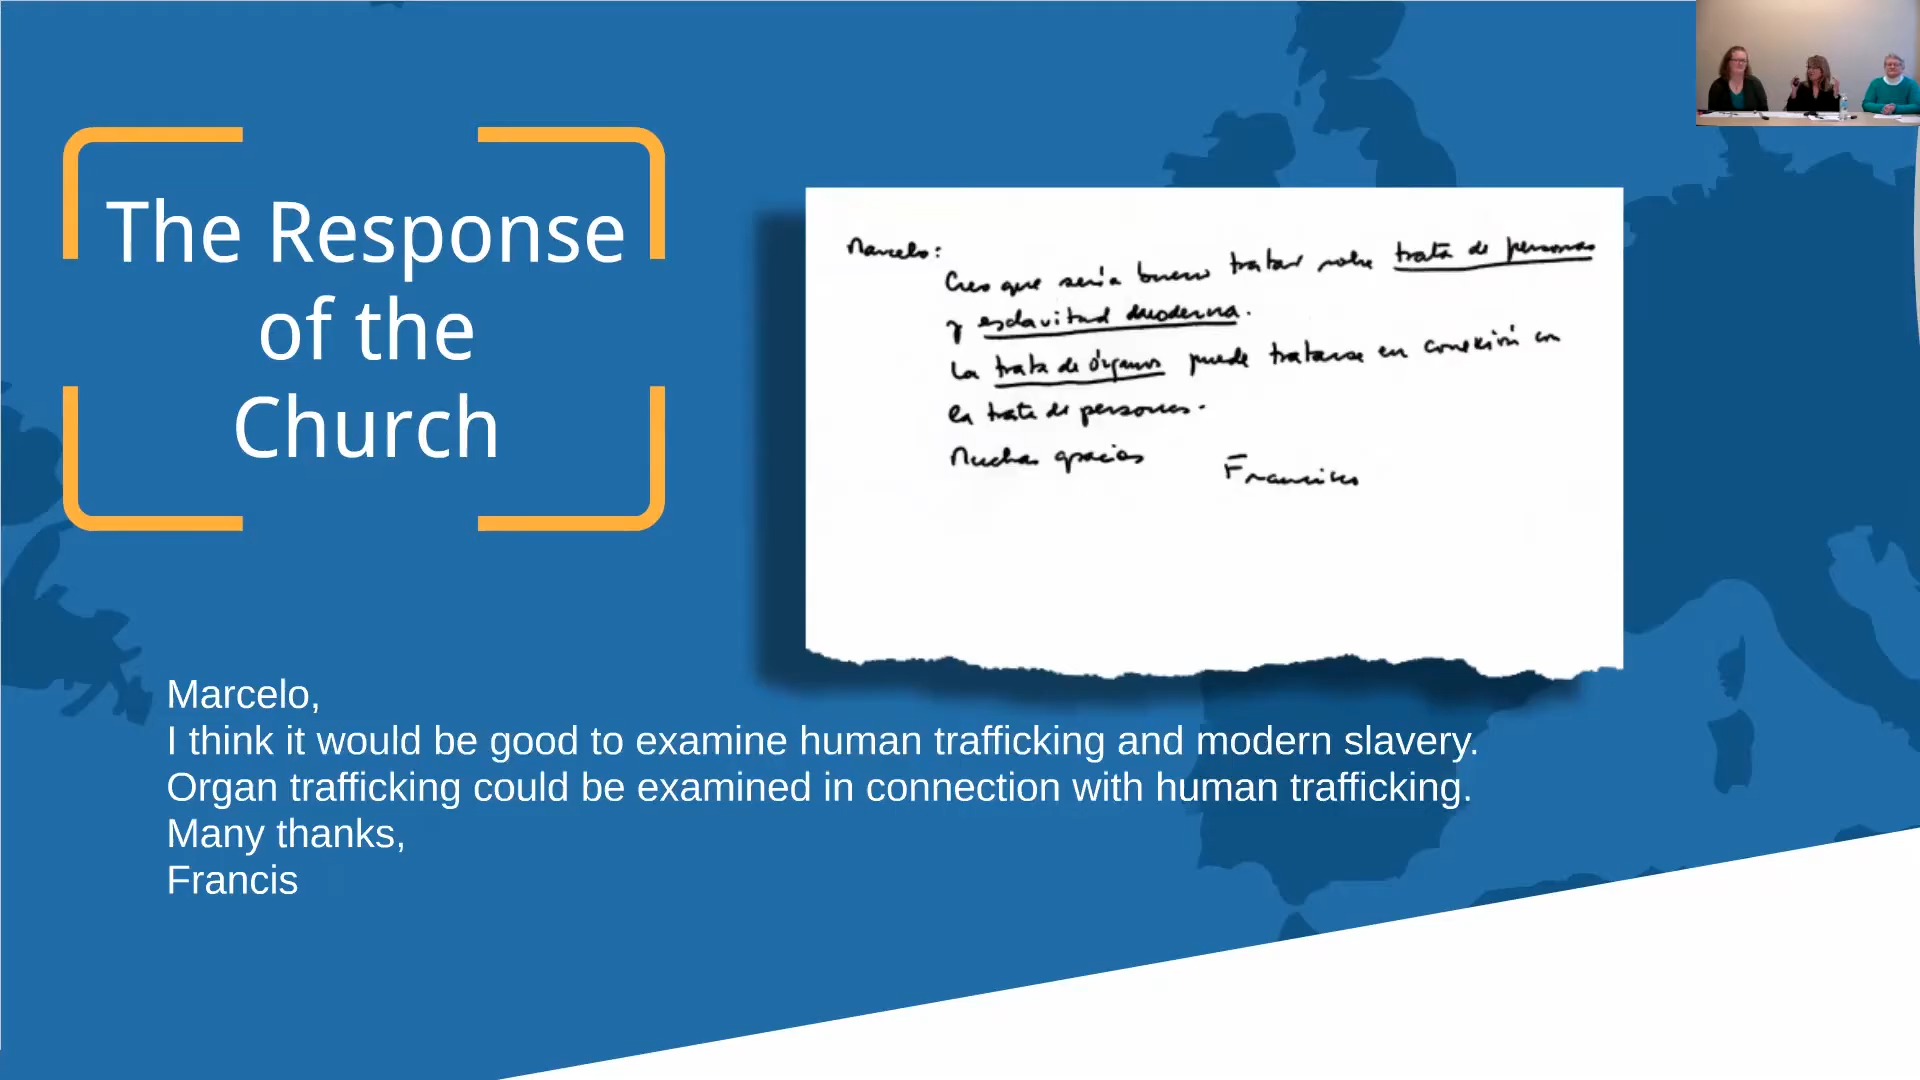 The Response
of the
Church
Marcelo:
Creo que sería bueno tratar sobre trata de personas
y esclavitud moderna.
La trata de órganos puede tratarse en conexión con
la trata de personas.
Muchas gracias
Francisco
Marcelo,
I think it would be good to examine human trafficking and modern slavery.
Organ trafficking could be examined in connection with human trafficking.
Many thanks,
Francis